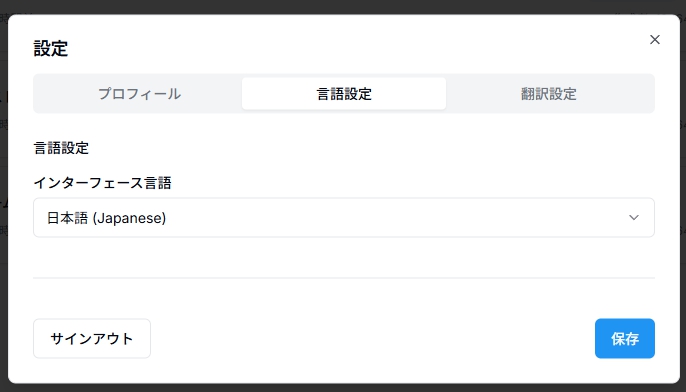 設定
プロフィール
言語設定
翻訳設定
言語設定
インターフェース言語
日本語 (Japanese)
サインアウト
保存